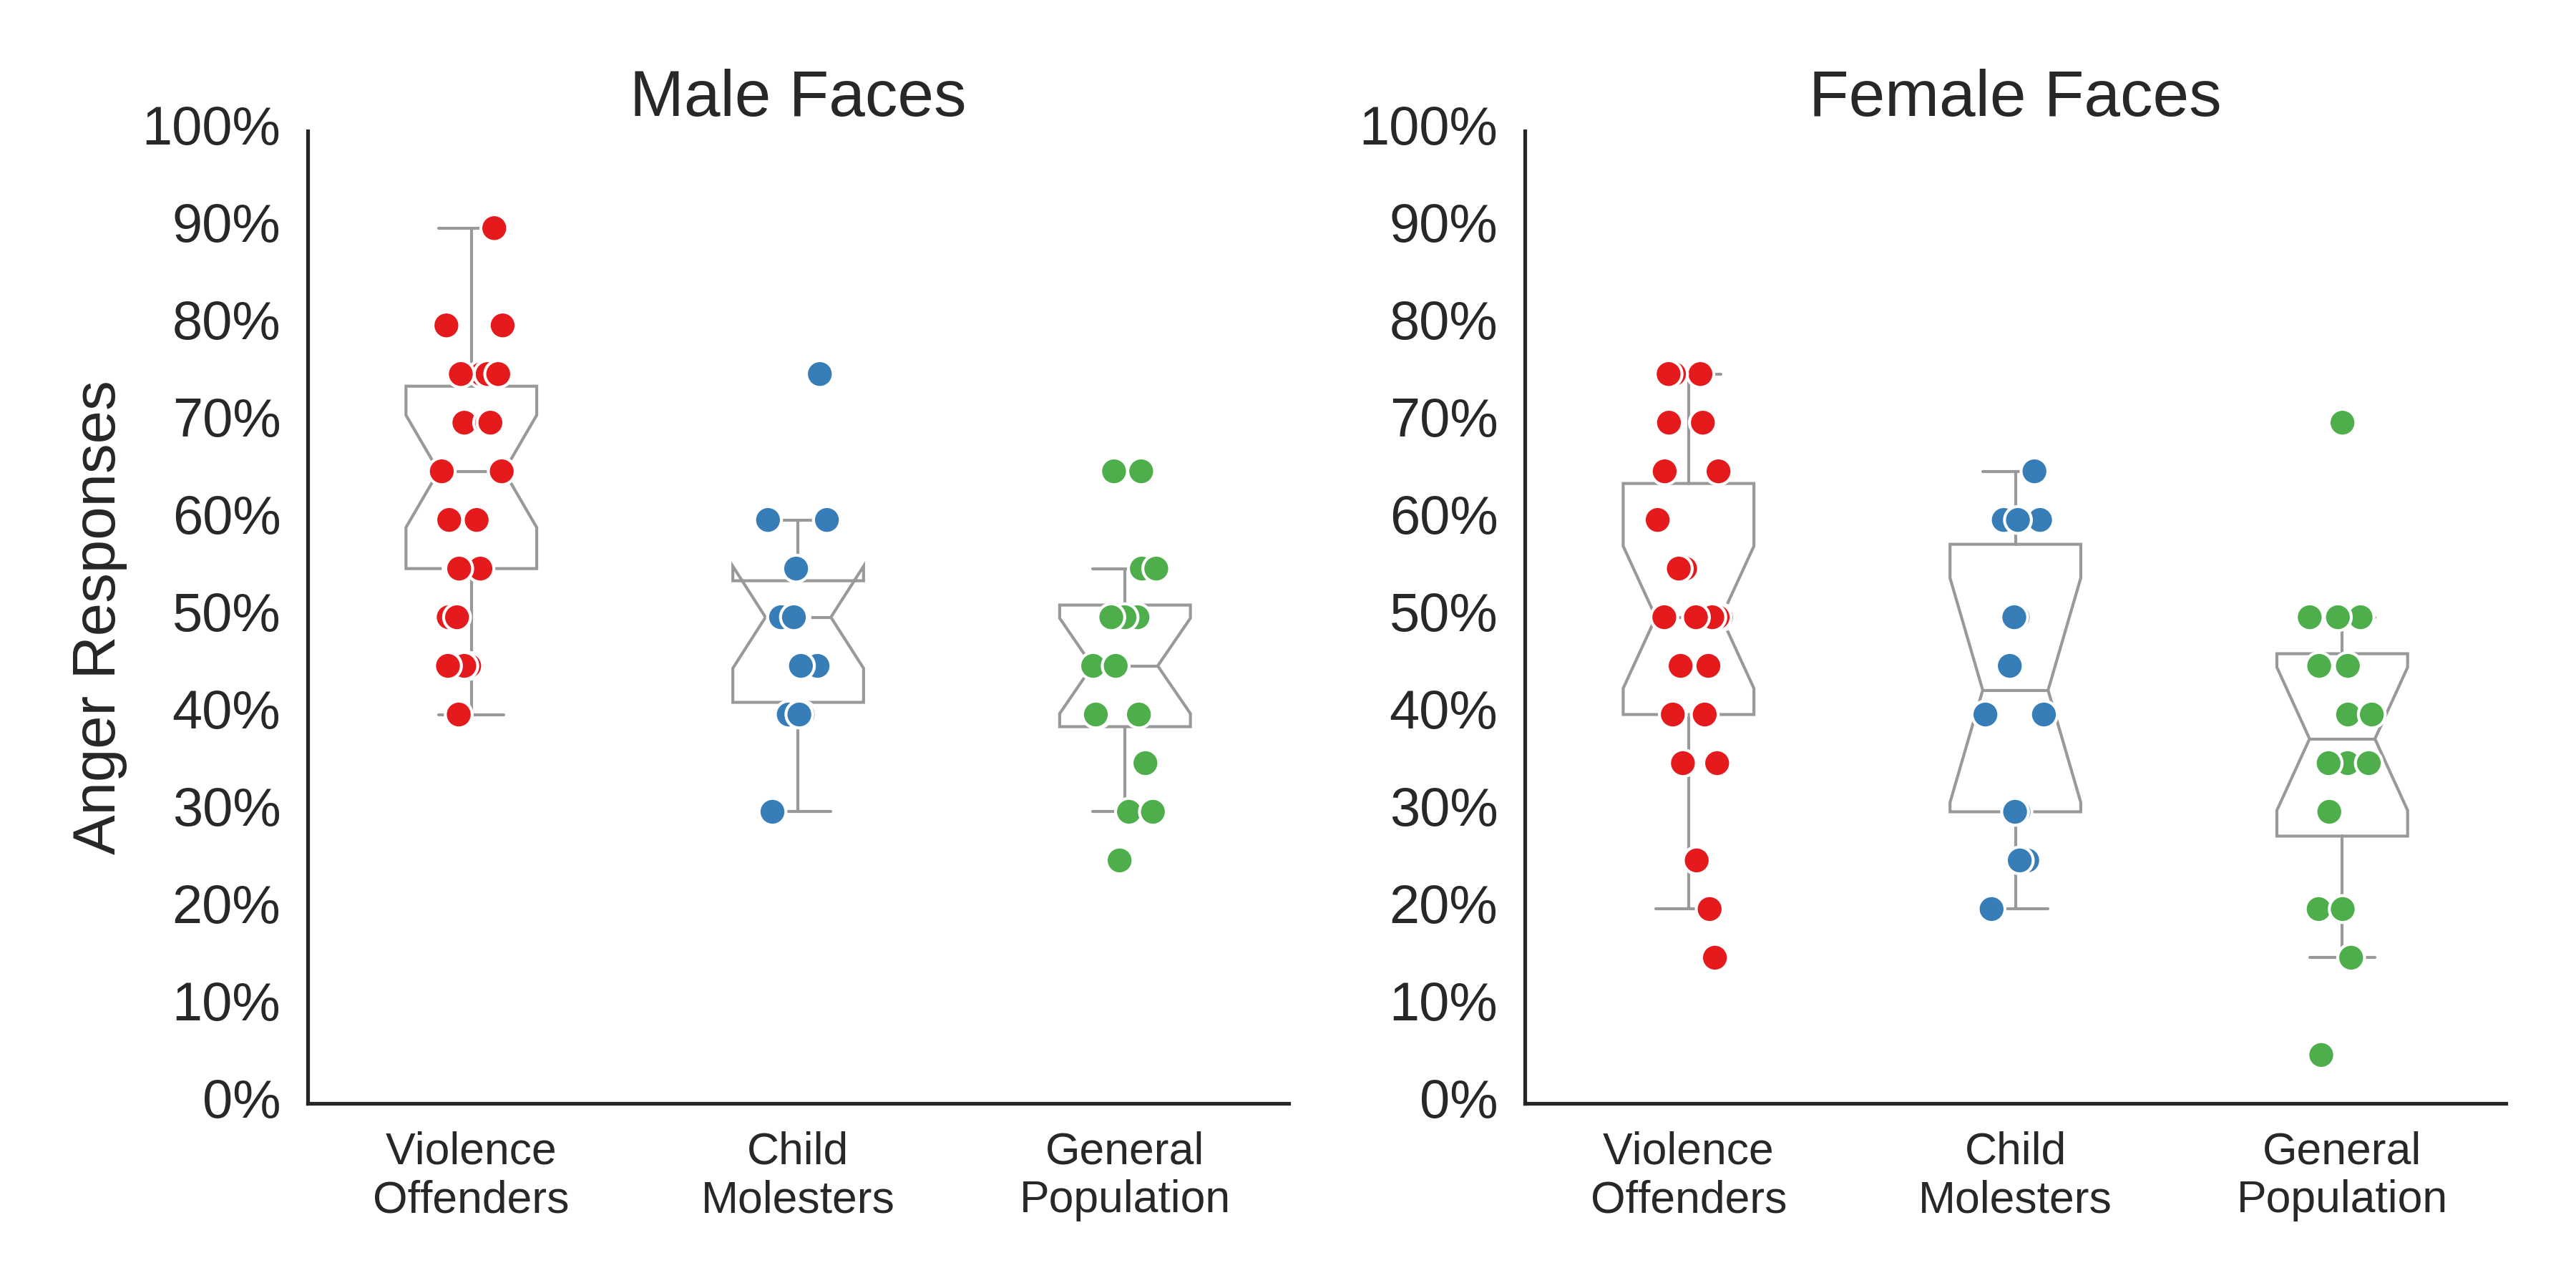 Male Faces
Female Faces
Anger Responses
100%
90%
80%
70%
60%
50%
40%
30%
20%
10%
0%
Violence
Offenders
Child
Molesters
General
Population
100%
90%
80%
70%
60%
50%
40%
30%
20%
10%
0%
Violence
Offenders
Child
Molesters
General
Population